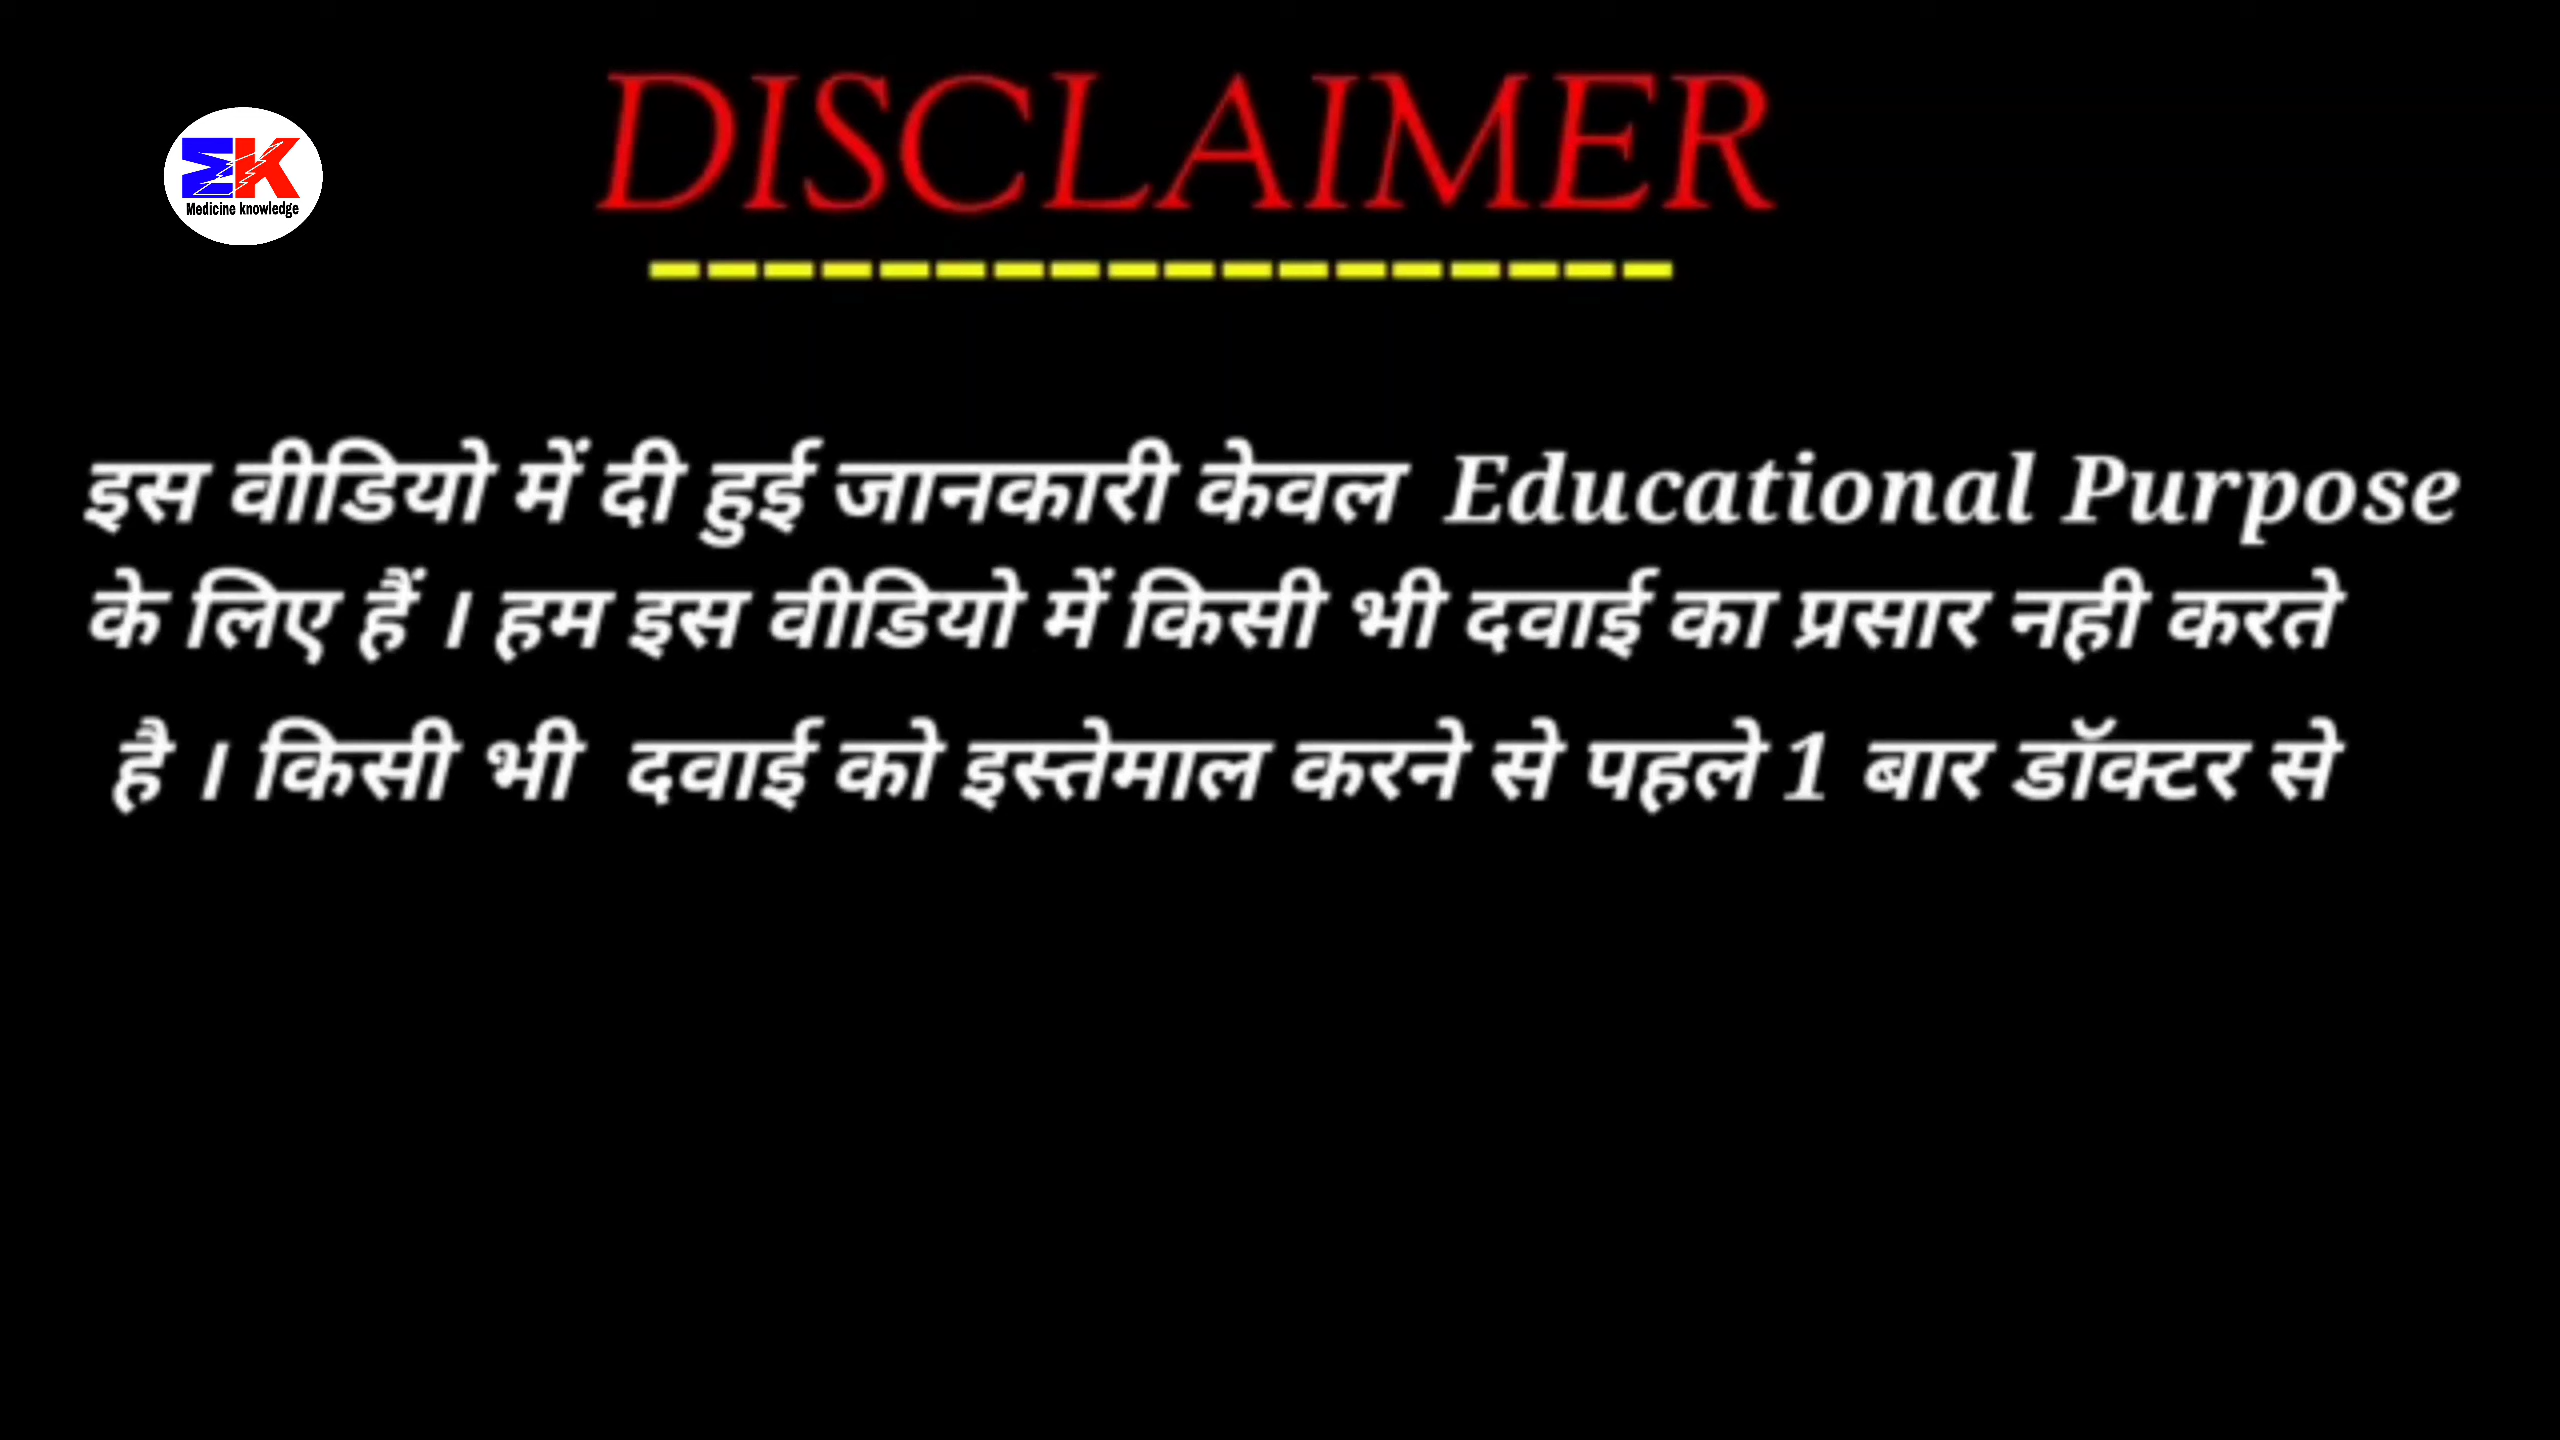 DISCLAIMER
MK
Medicine knowledge
इस वीडियो में दी हुई जानकारी केवल Educational Purpose
के लिए हैं । हम इस वीडियो में किसी भी दवाई का प्रसार नही करते
है । किसी भी दवाई को इस्तेमाल करने से पहले 1 बार डॉक्टर से